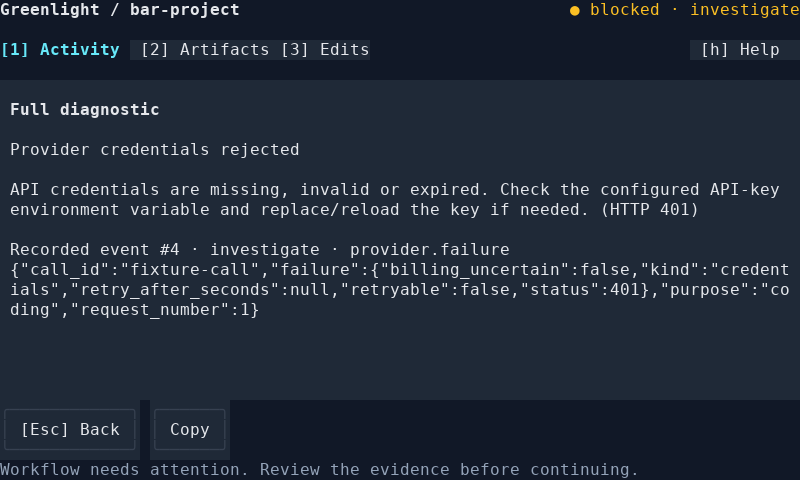 Greenlight / bar-project
● blocked · investigate
[1] Activity [2] Artifacts [3] Edits
[h] Help
Full diagnostic
Provider credentials rejected
API credentials are missing, invalid or expired. Check the configured API-key
environment variable and replace/reload the key if needed. (HTTP 401)
Recorded event #4 · investigate · provider.failure
{"call_id":"fixture-call","failure":{"billing_uncertain":false,"kind":"credent
ials","retry_after_seconds":null,"retryable":false,"status":401},"purpose":"co
ding","request_number":1}
[Esc] Back
Copy
Workflow needs attention. Review the evidence before continuing.